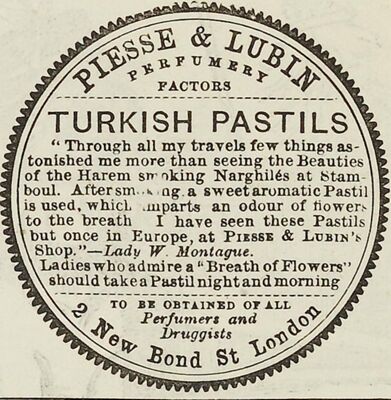 PIESSE & LUBIN
PERFUMERY
FACTORS
TURKISH PASTILS
"Through all my travels few things as-
tonished me more than seeing the Beauties
of the Harem smoking Narghilés at Stam-
boul. After smoking a sweet aromatic Pastil
is used, which imparts an odour of flowers
to the breath I have seen these Pastils
but once in Europe, at PIESSE & LUBIN'S
Shop."—Lady W. Montague.
Ladies who admire a "Breath of Flowers"
should take a Pastil night and morning
TO BE OBTAINED OF ALL
Perfumers and
Druggists
2 New Bond St London